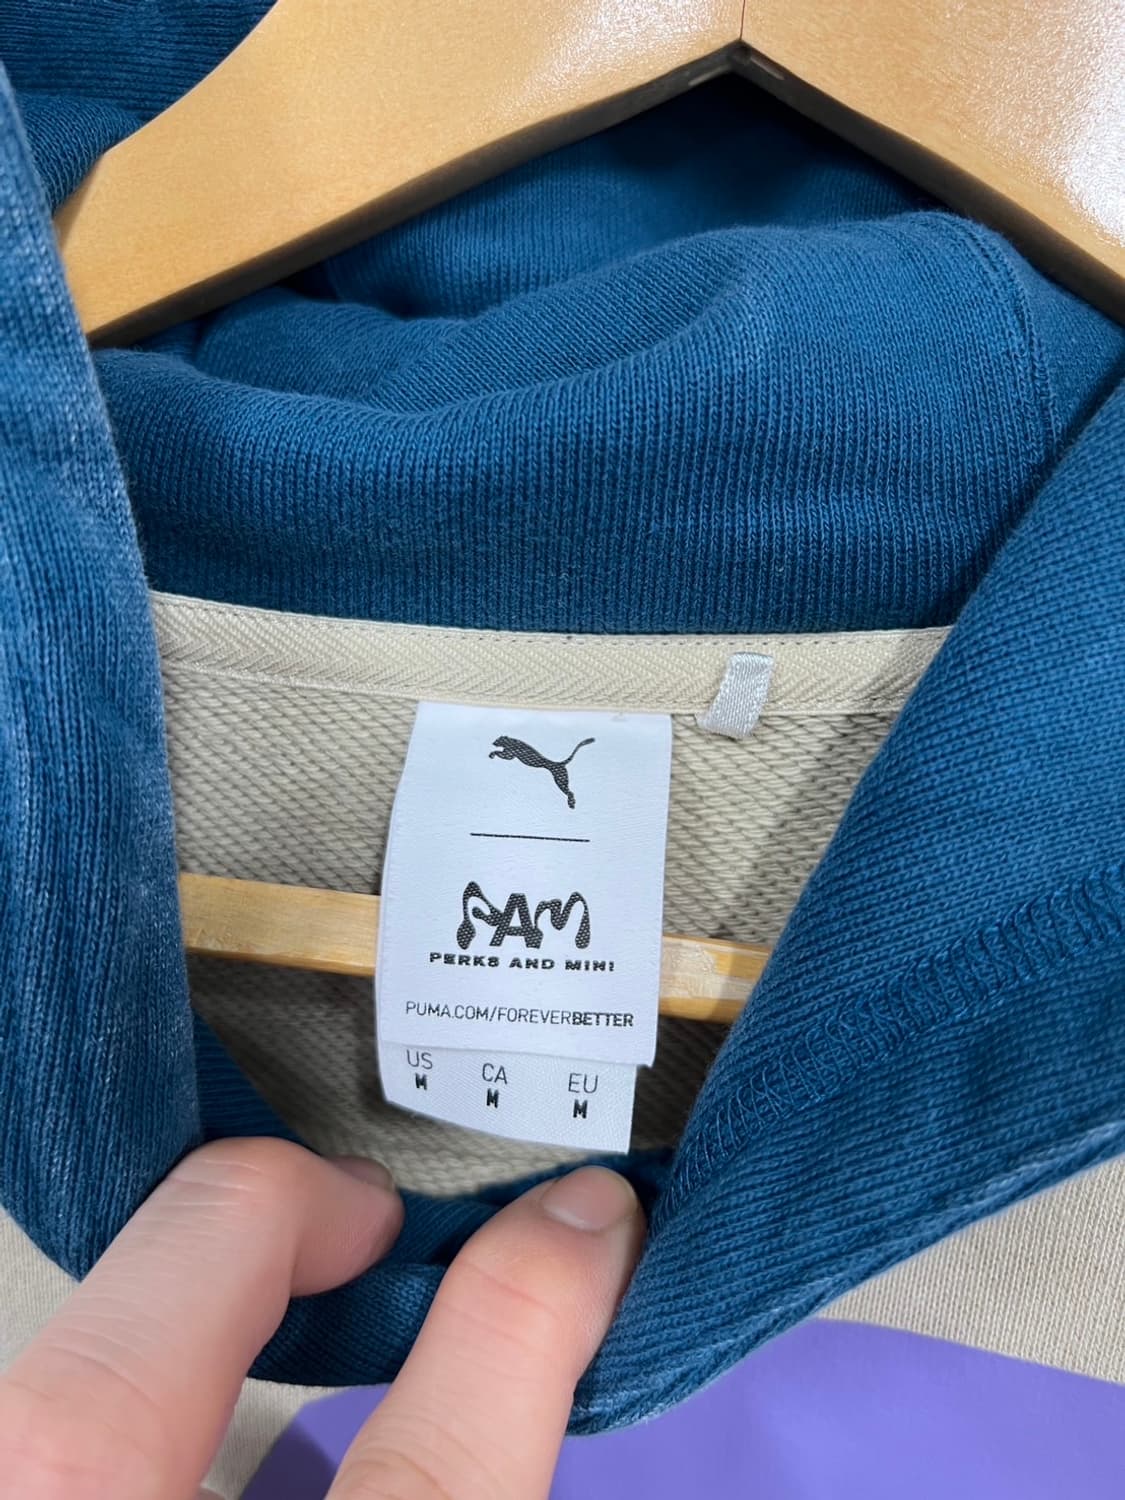 PAM
PERKS AND MINI
PUMA.COM/FOREVERBETTER
US CA EU
M M M